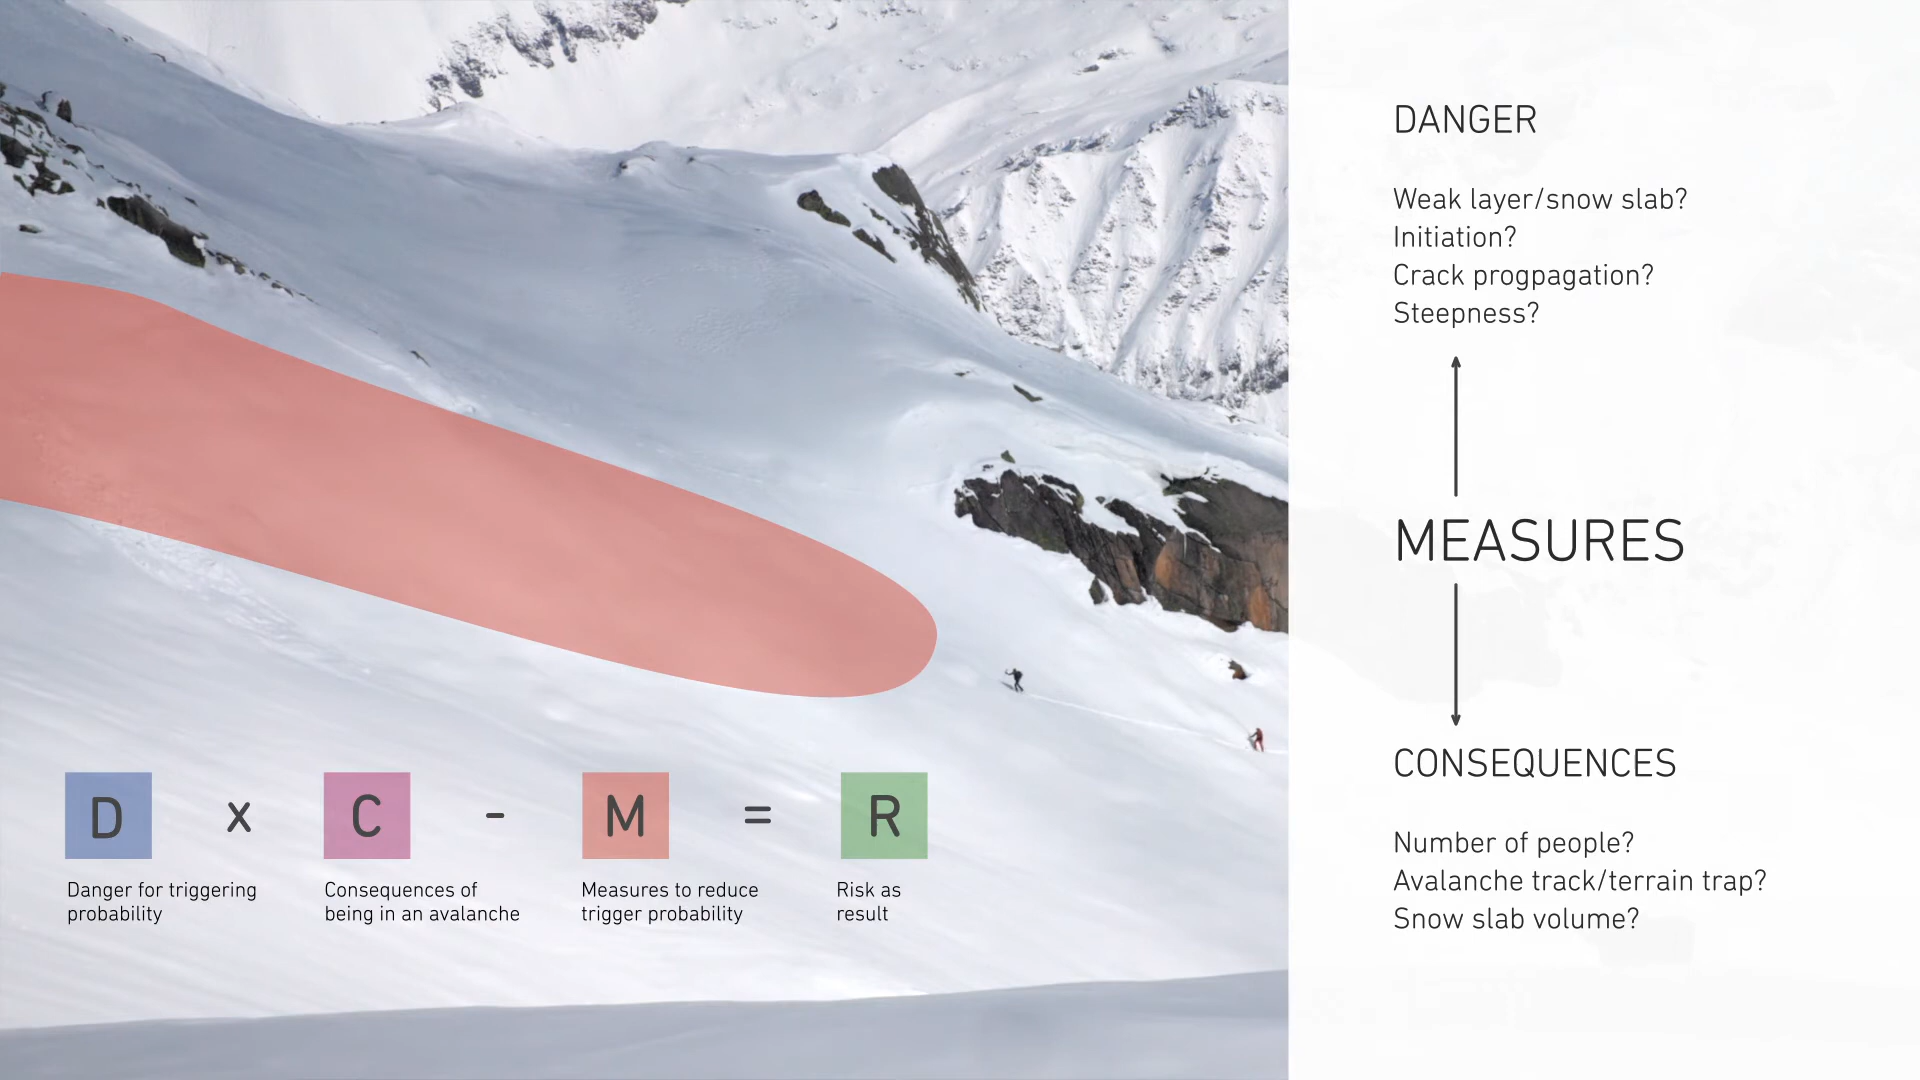 DANGER
Weak layer/snow slab?
Initiation?
Crack progpagation?
Steepness?
MEASURES
CONSEQUENCES
Number of people?
Avalanche track/terrain trap?
Snow slab volume?
D x C - M = R
Danger for triggering
probability
Consequences of
being in an avalanche
Measures to reduce
trigger probability
Risk as
result